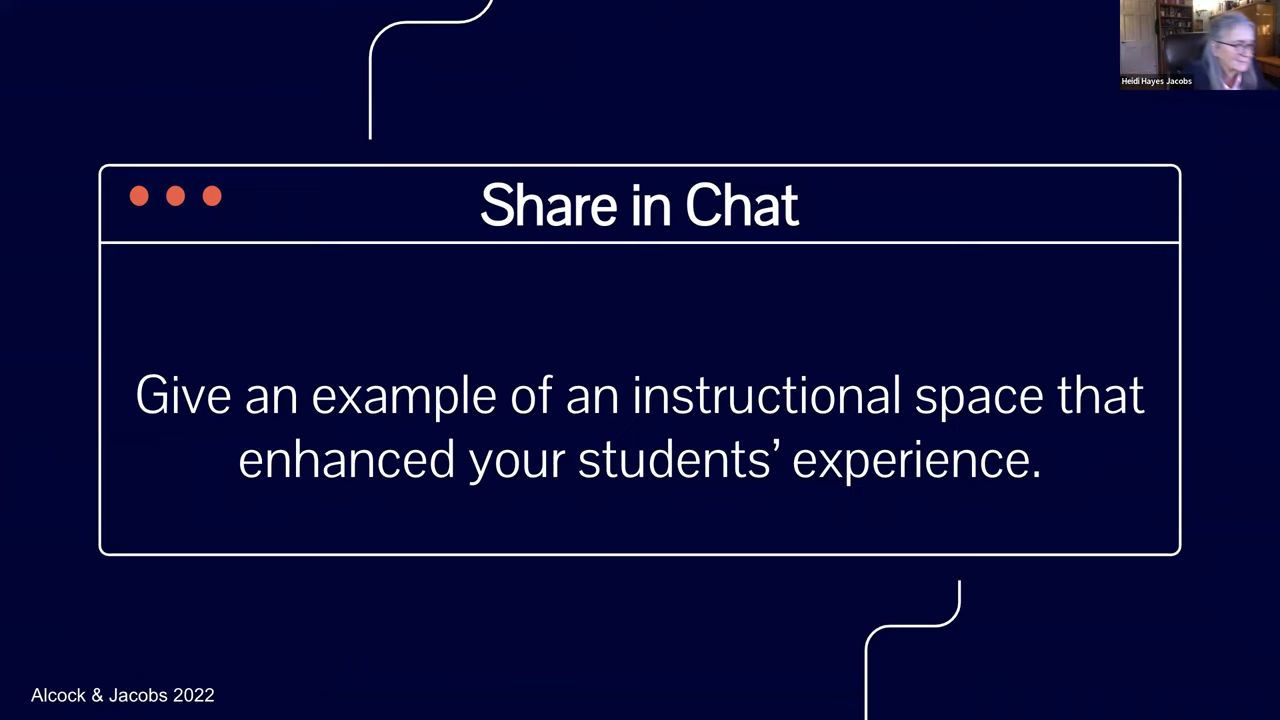 Heidi Hayes Jacobs
Share in Chat
Give an example of an instructional space that
enhanced your students’ experience.
Alcock & Jacobs 2022